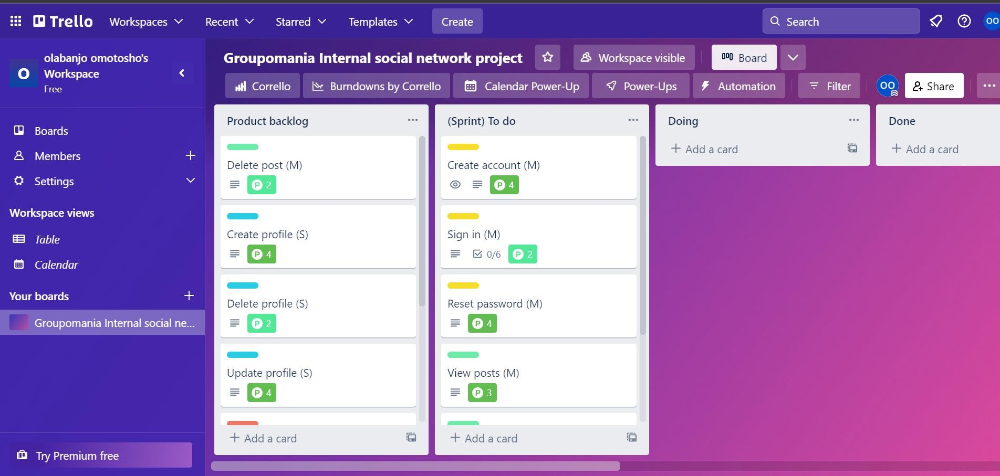 Trello
Workspaces
Recent
Starred
Templates
Create
Search
OO
O
olabanjo omotosho's
Workspace
Free
Groupomania Internal social network project
Workspace visible
Board
Corrello
Burndowns by Corrello
Calendar Power-Up
Power-Ups
Automation
Filter
OO
Share
Boards
Members
Settings
Workspace views
Table
Calendar
Your boards
Groupomania Internal social ne...
Try Premium free
Product backlog
Delete post (M)
P 2
Create profile (S)
P 4
Delete profile (S)
P 2
Update profile (S)
P 4
Add a card
(Sprint) To do
Create account (M)
P 4
Sign in (M)
0/6 P 2
Reset password (M)
P 4
View posts (M)
P 3
Add a card
Doing
Add a card
Done
Add a card